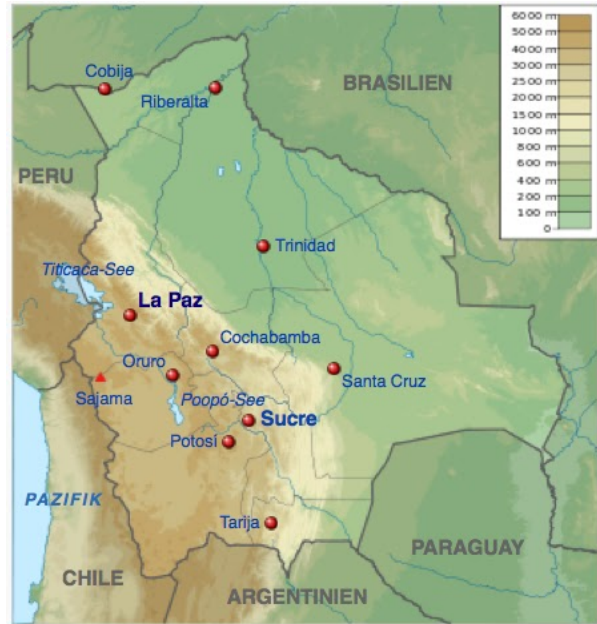 6000 m
5000 m
4000 m
3000 m
2500 m
2000 m
1500 m
1000 m
800 m
600 m
400 m
200 m
100 m
0
Cobija
Riberalta
BRASILIEN
PERU
Trinidad
Titicaca-See
La Paz
Cochabamba
Oruro
Santa Cruz
Sajama
Poopó-See
Sucre
Potosí
PAZIFIK
Tarija
PARAGUAY
CHILE
ARGENTINIEN